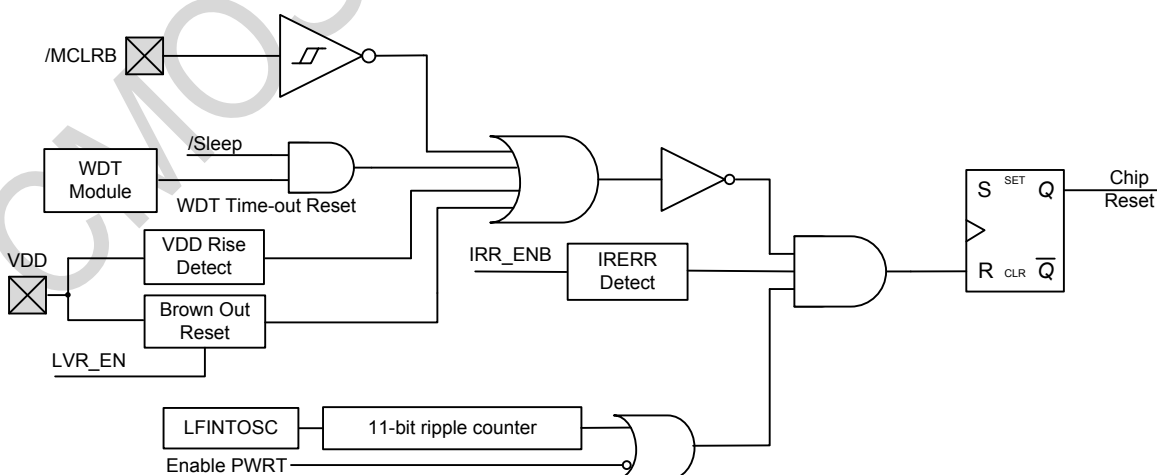 /MCLRB
/Sleep
WDT
Module
WDT Time-out Reset
VDD
VDD Rise
Detect
Brown Out
Reset
LVR_EN
IRR_ENB
IRERR
Detect
S SET Q
R CLR Q
Chip
Reset
LFINTOSC
11-bit ripple counter
Enable PWRT